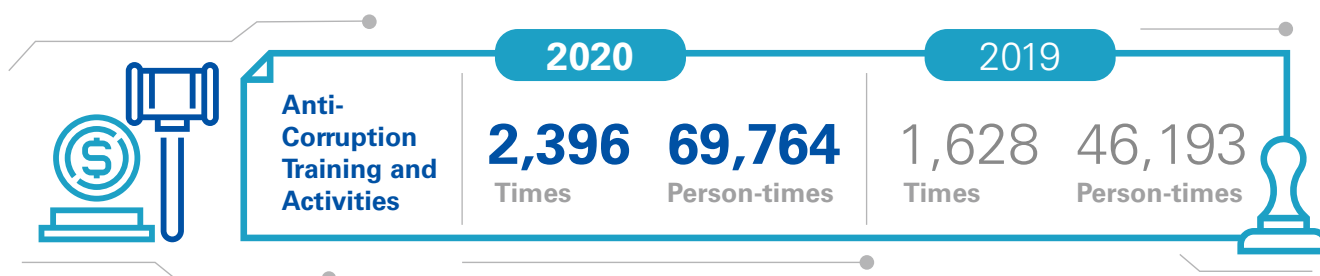 2020
2019
Anti-
Corruption
Training and
Activities
2,396 69,764 1,628 46,193
Times Person-times Times Person-times
$